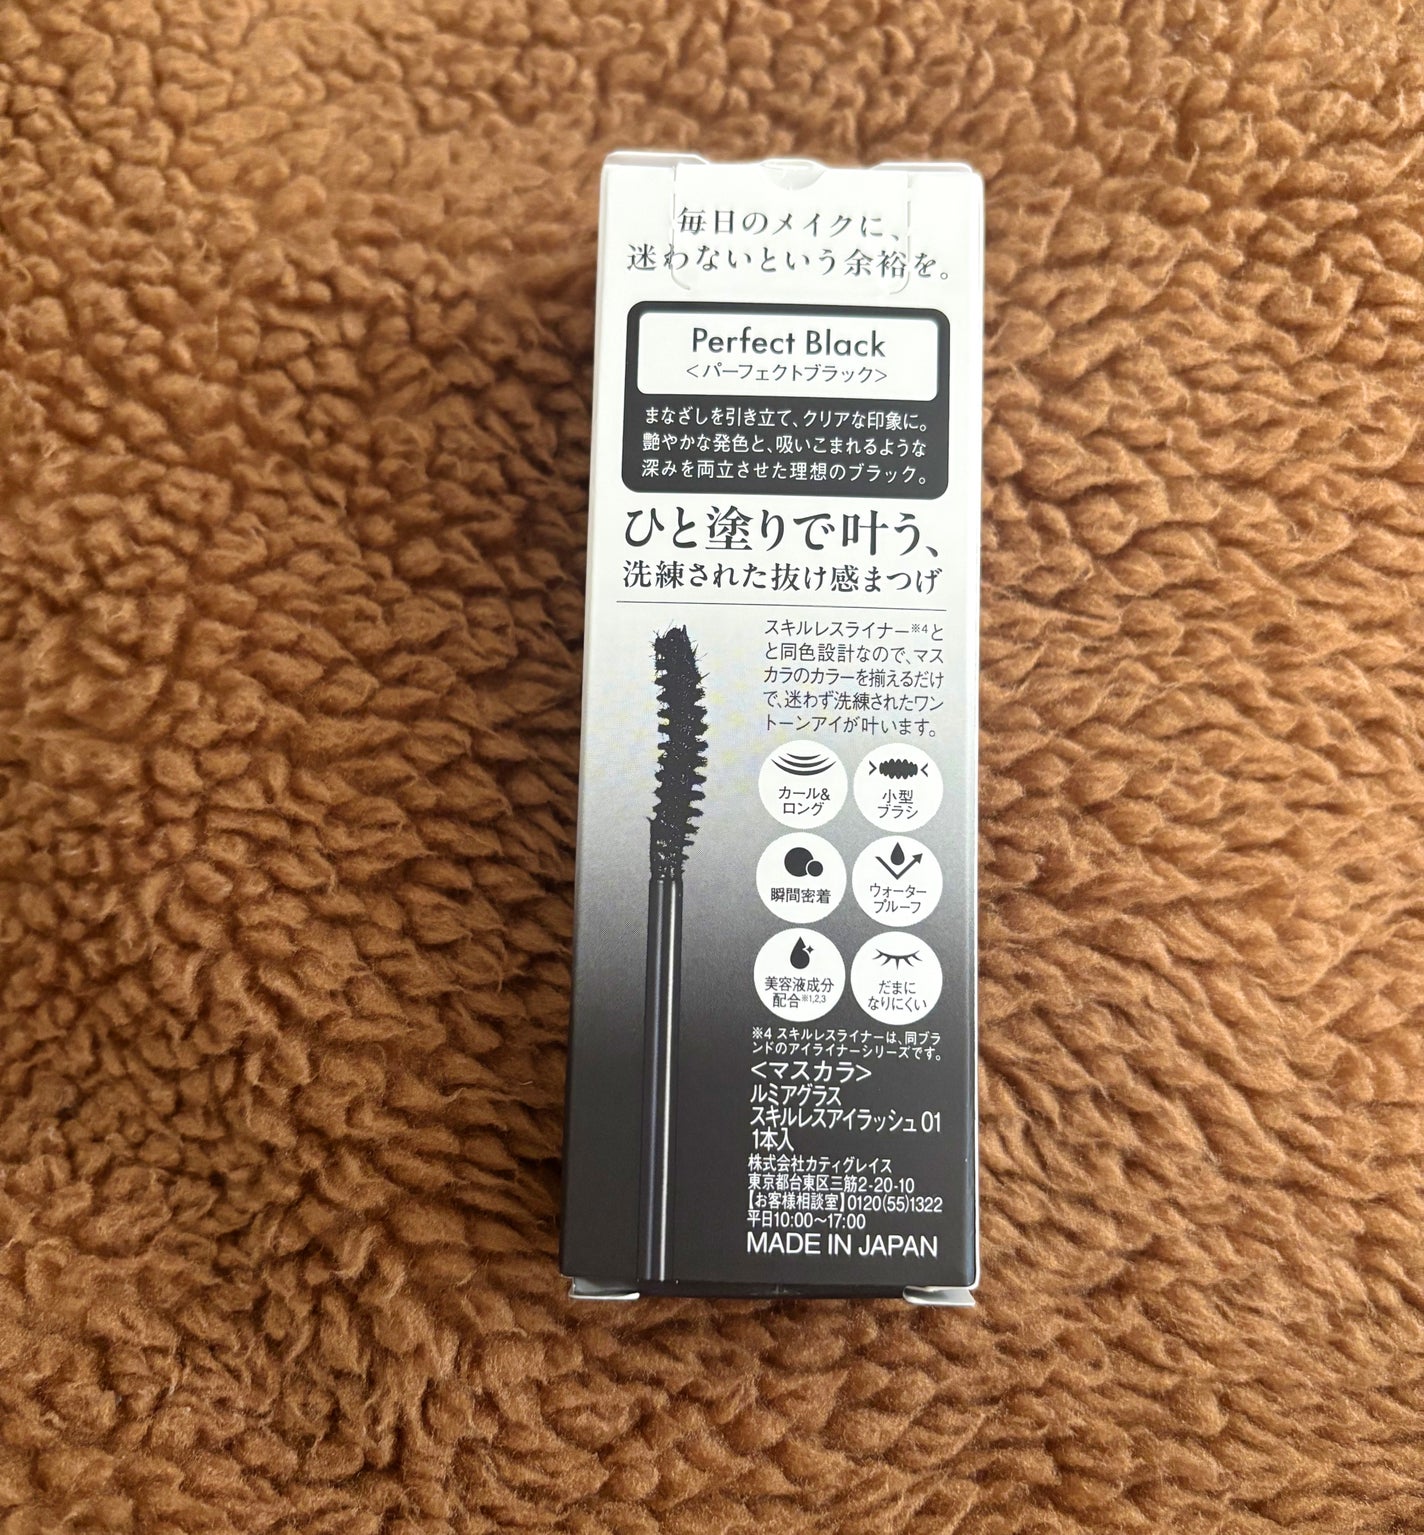 毎日のメイクに、
迷わないという余裕を。
Perfect Black
<パーフェクトブラック>
まなざしを引き立て、クリアな印象に。
艶やかな発色と、吸いこまれるような
深みを両立させた理想のブラック。
ひと塗りで叶う、
洗練された抜け感まつげ
スキルレスライナー※4と
と同色設計なので、マス
カラのカラーを揃えるだけ
で、迷わず洗練されたワン
トーンアイが叶います。
カール&
ロング
小型
ブラシ
瞬間密着
ウォーター
プルーフ
美容液成分
配合※1,2,3
だまに
なりにくい
※4 スキルレスライナーは、同ブラ
ンドのアイライナーシリーズです。
<マスカラ>
ルミアグラス
スキルレスアイラッシュ 01
1本入
株式会社カティグレイス
東京都台東区三筋2-20-10
【お客様相談室】0120(55)1322
平日10:00〜17:00
MADE IN JAPAN